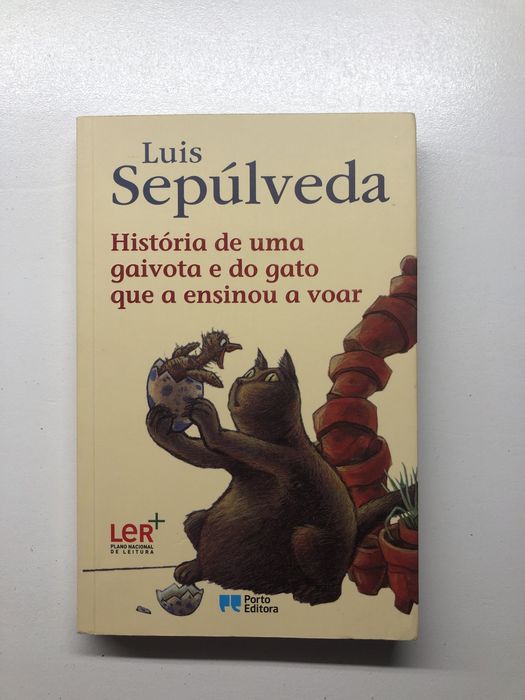 Luis
Sepúlveda
História de uma
gaivota e do gato
que a ensinou a voar
LeR+
PLANO NACIONAL
DE LEITURA
Porto
Editora